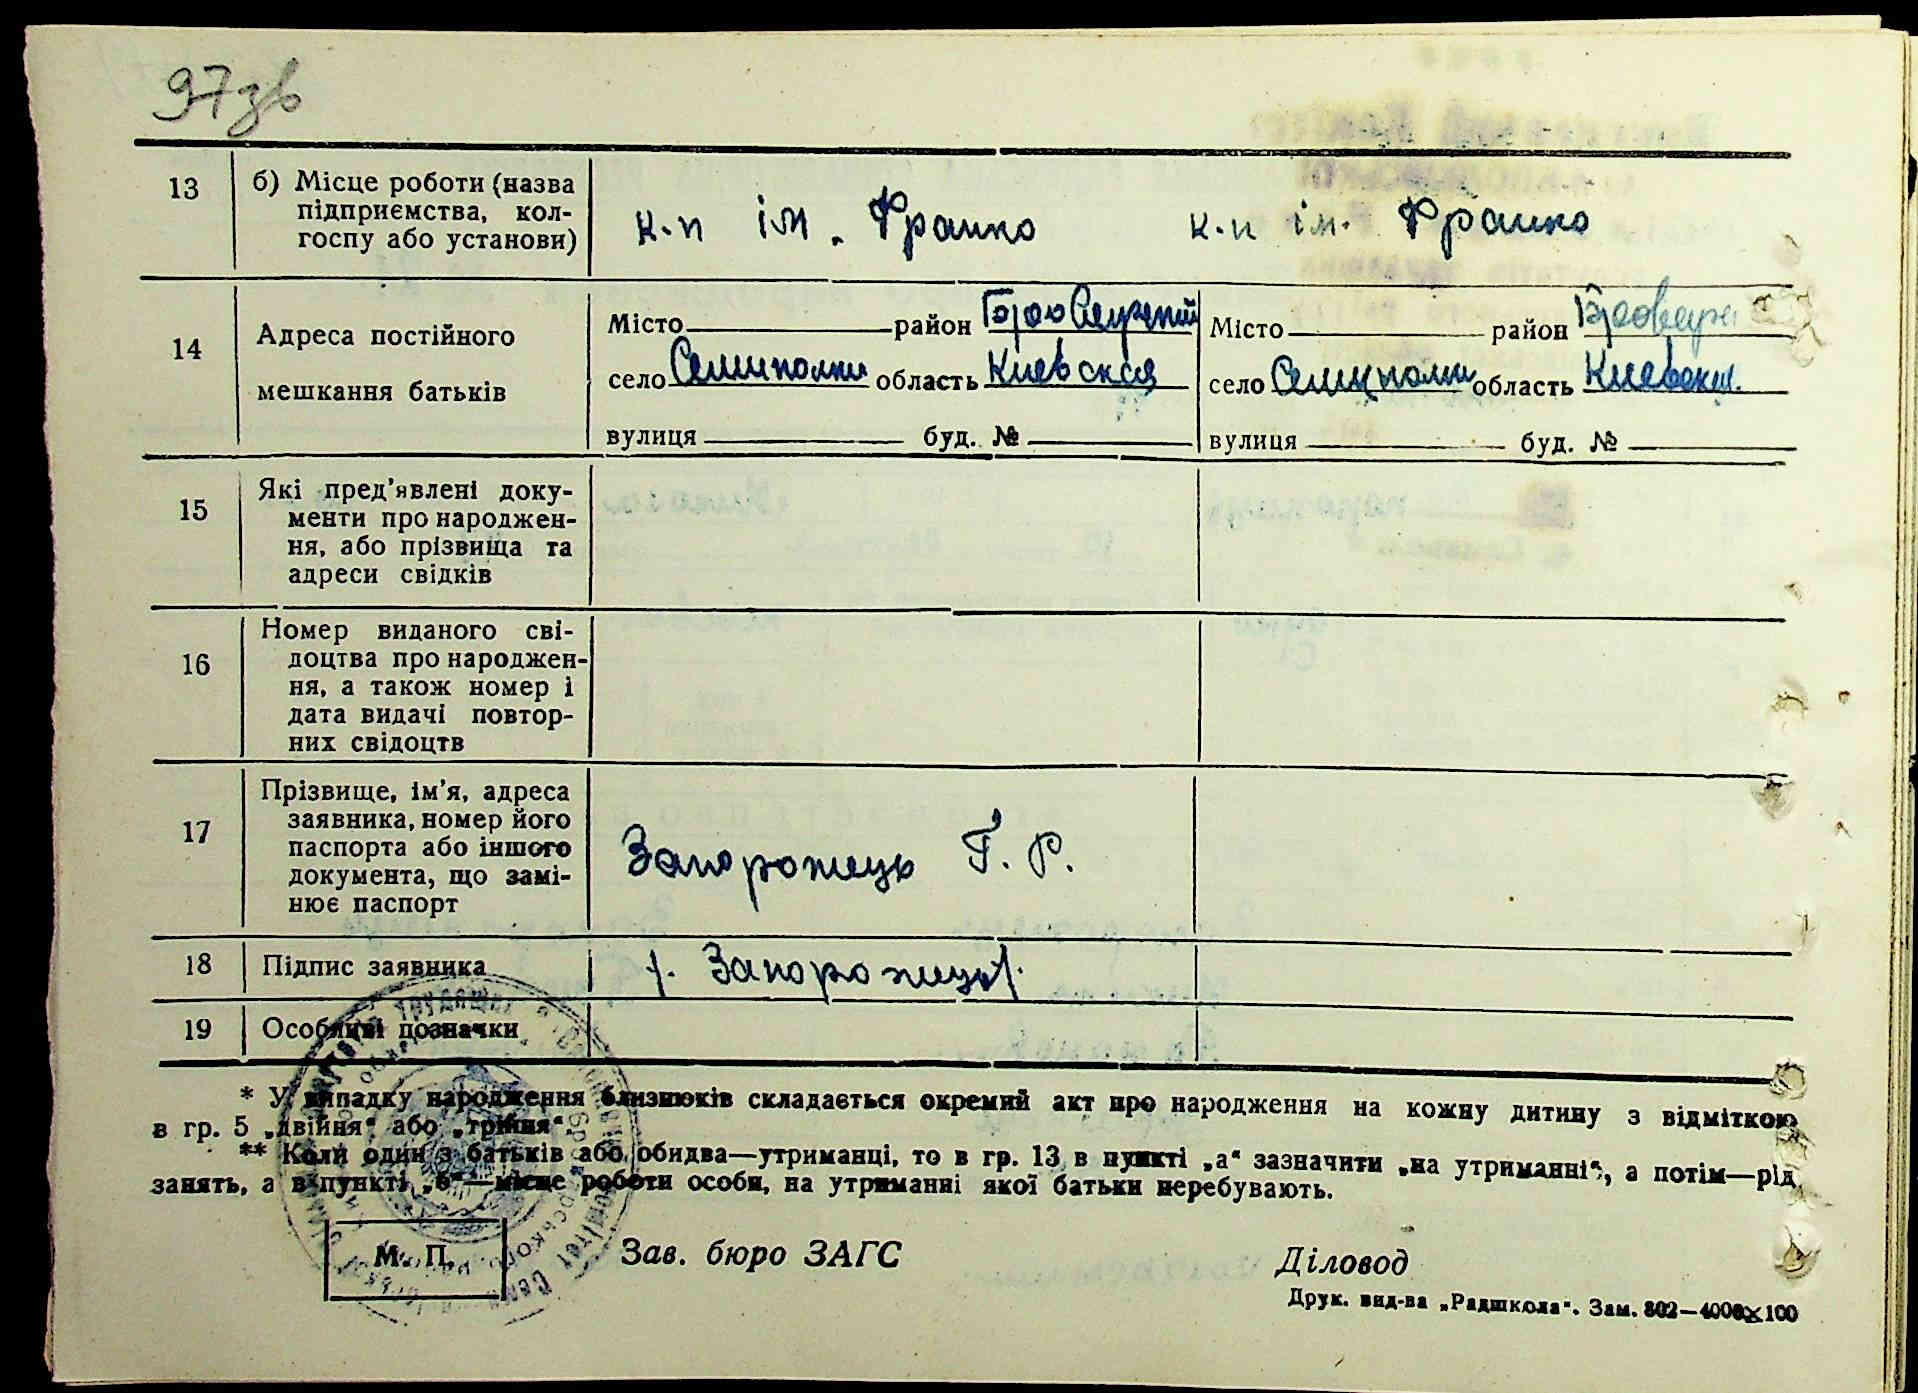 97зв
13
б) Місце роботи (назва
підприємства, кол-
госпу або установи)
к.п ім. Франко
к.п ім. Франко
14
Адреса постійного
мешкання батьків
Місто район
село Семиполки область Киевская
вулиця буд. №
Місто район
село Семиполки область
вулиця буд. №
15
Які пред'явлені доку-
менти про народжен-
ня, або прізвища та
адреси свідків
16
Номер виданого сві-
доцтва про народжен-
ня, а також номер і
дата видачі повтор-
них свідоцтв
17
Прізвище, ім'я, адреса
заявника, номер його
паспорта або іншого
документа, що замі-
нює паспорт
Запорожець Г. Р.
18
Підпис заявника
/. Запорожець/.
19
Особливі позначки
* У випадку народження близнюків складається окремий акт про народження на кожну дитину з відміткою
в гр. 5 „двійня“ або „трійня“.
** Коли один з батьків або обидва—утриманці, то в гр. 13 в пункті „а“ зазначити „на утриманні“, а потім—рід
занять, а в пункті „б“—місце роботи особи, на утриманні якої батьки перебувають.
М. П.
Зав. бюро ЗАГС
Діловод
Друк. вид-ва „Радшкола“. Зам. 802—4000х100